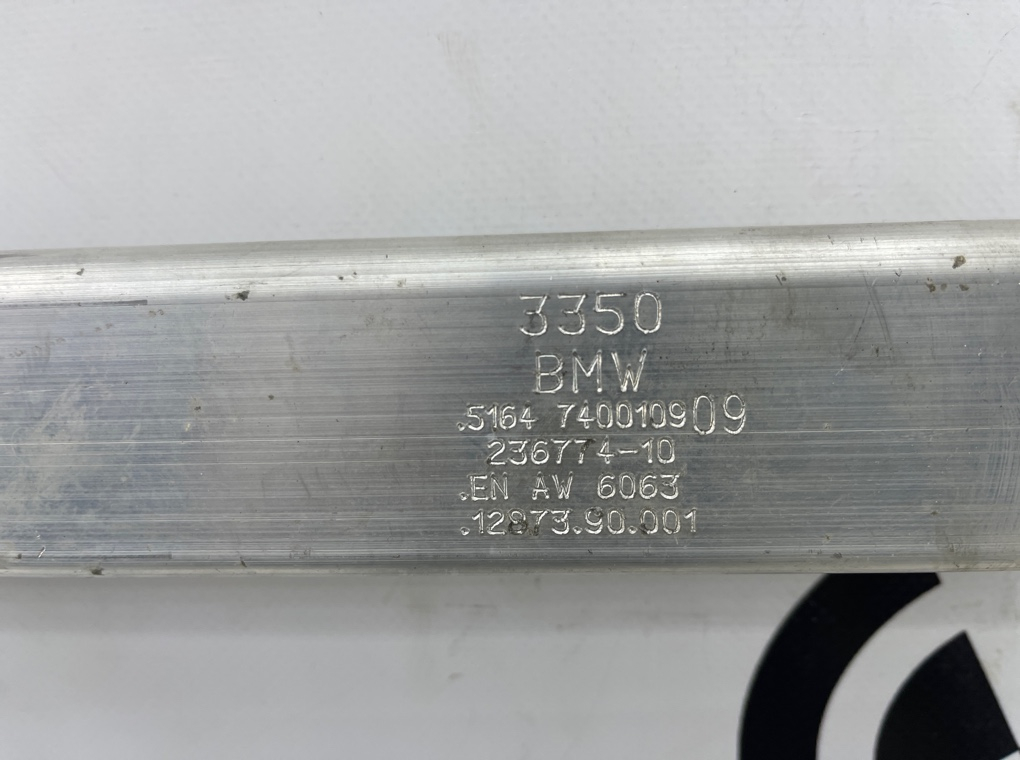 3350
BMW
.5164 740010909
236774-10
.EN AW 6063
.12873.90.001